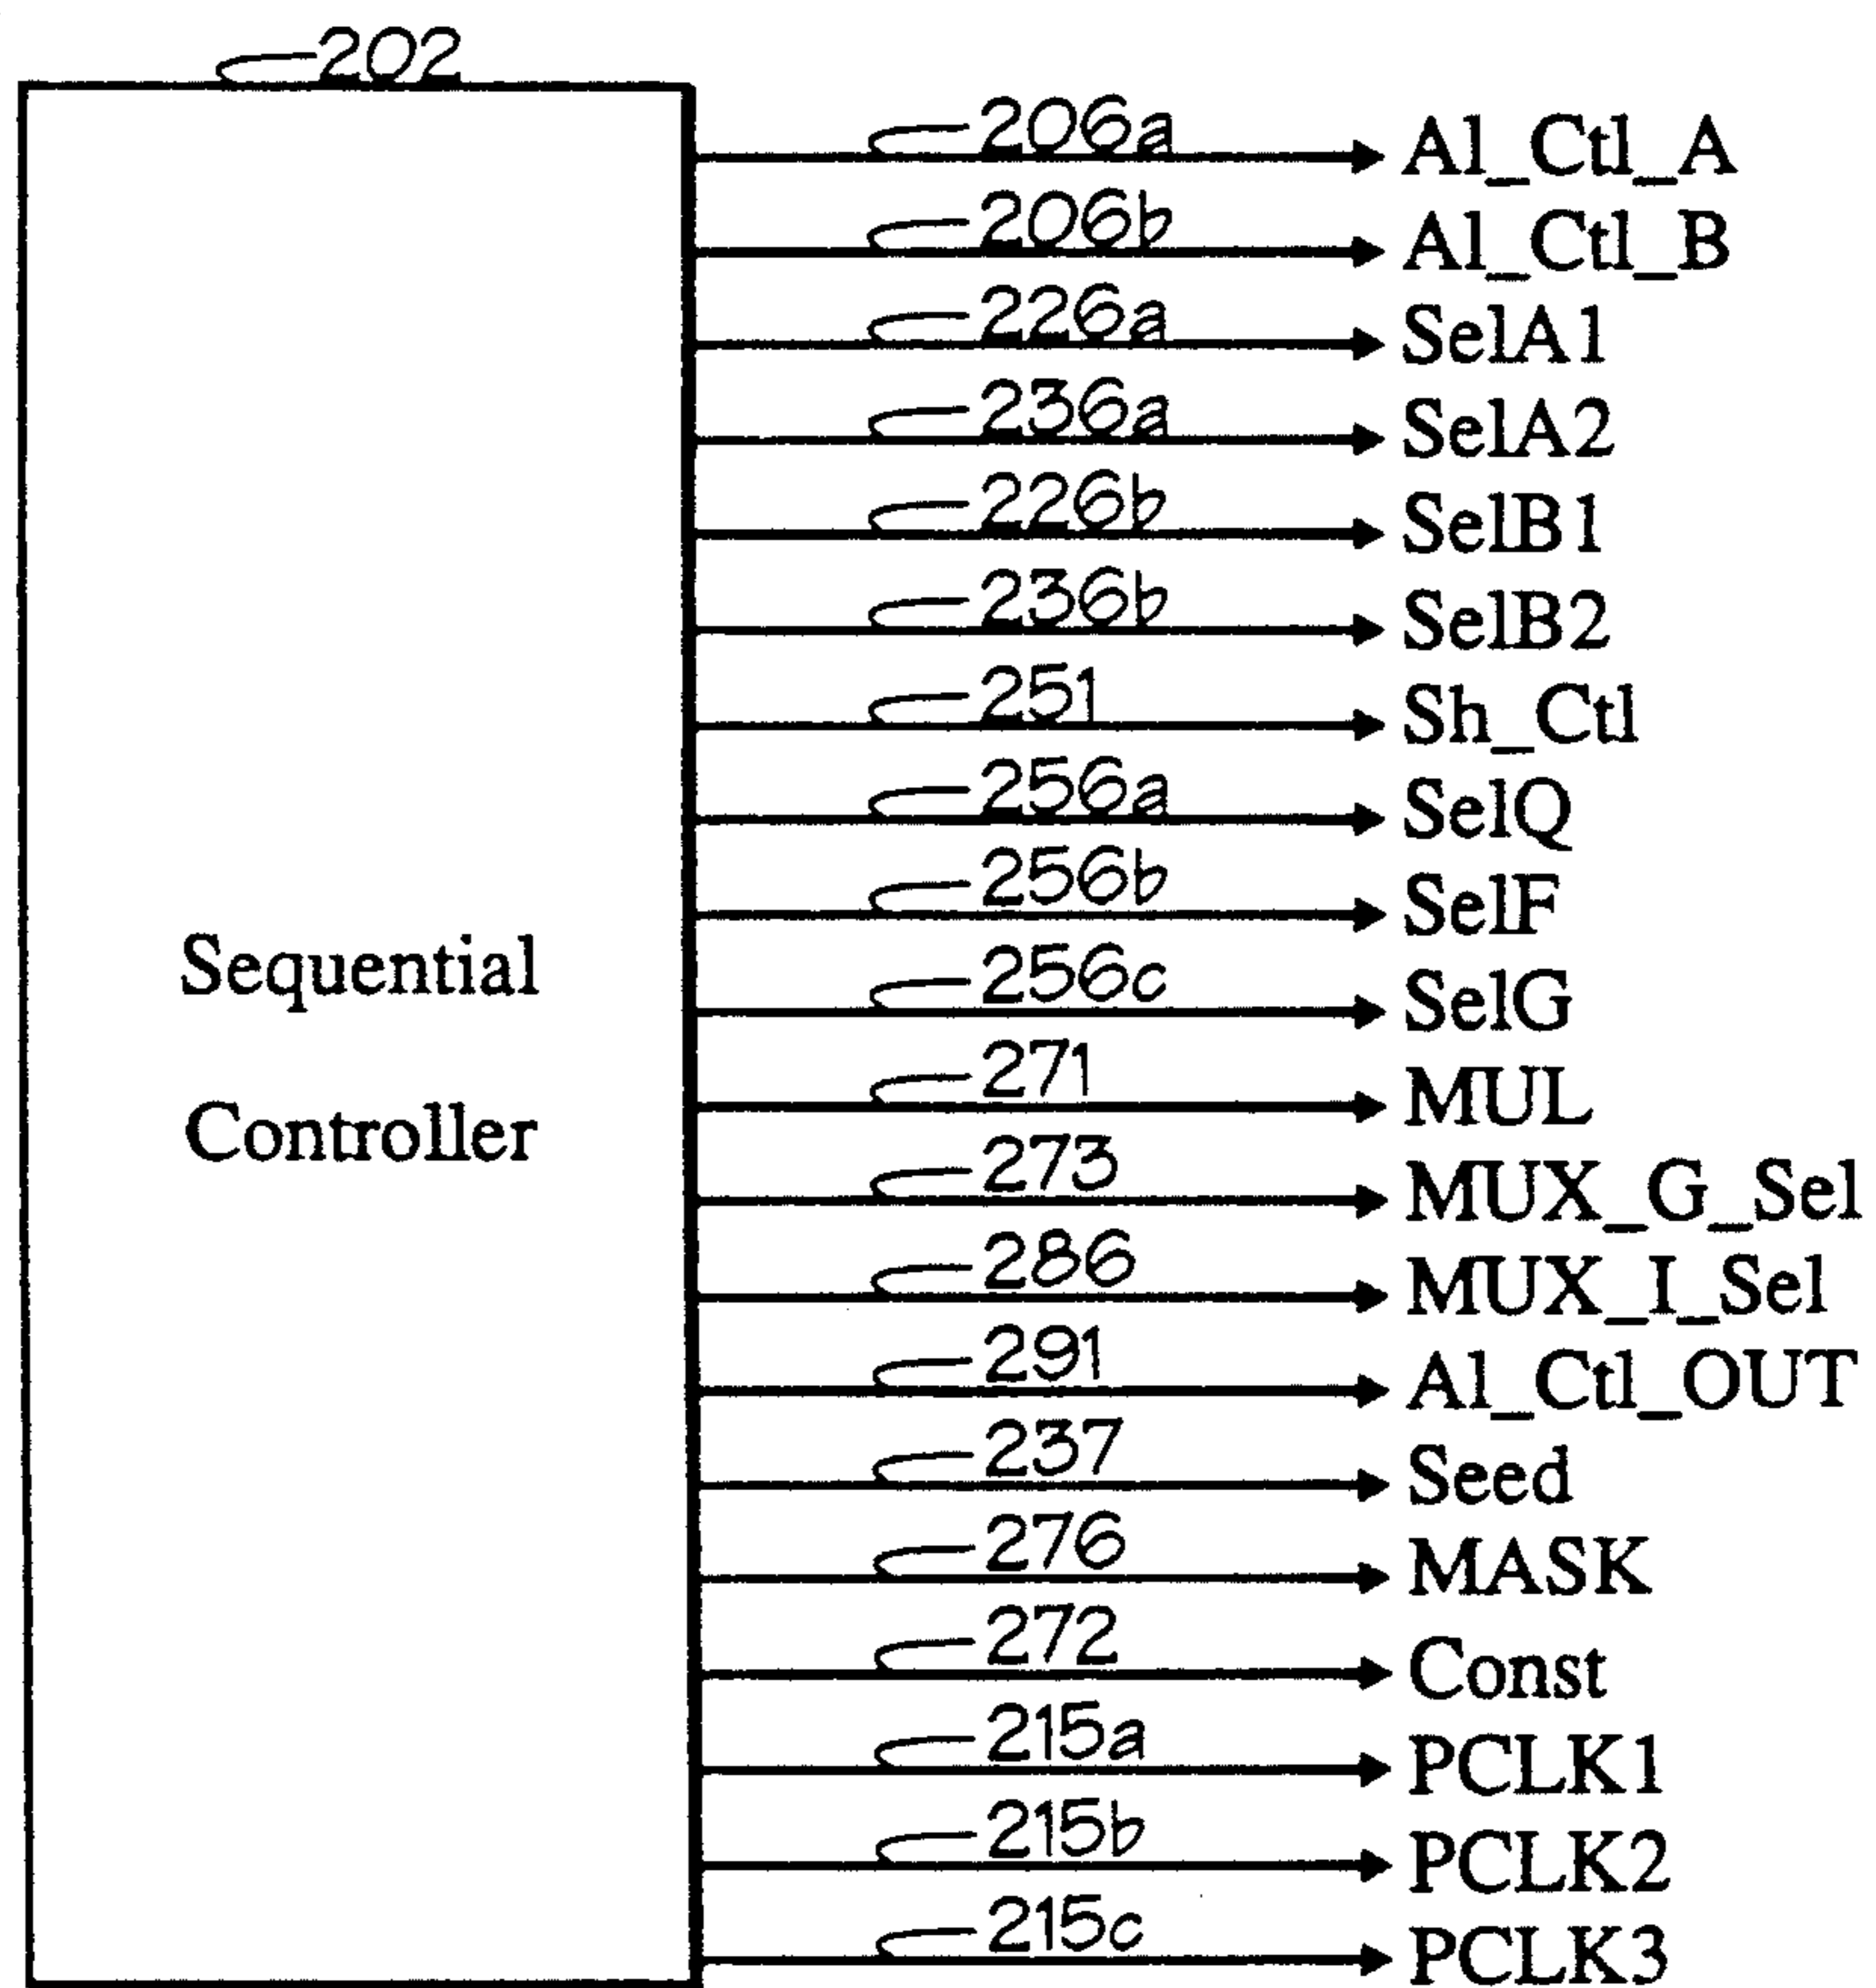 202
206a Al_Ctl_A
206b Al_Ctl_B
226a SelA1
236a SelA2
226b SelB1
236b SelB2
251 Sh_Ctl
256a SelQ
256b SelF
Sequential
256c SelG
271 MUL
Controller
273 MUX_G_Sel
286 MUX_I_Sel
291 Al_Ctl_OUT
237 Seed
276 MASK
272 Const
215a PCLK1
215b PCLK2
215c PCLK3